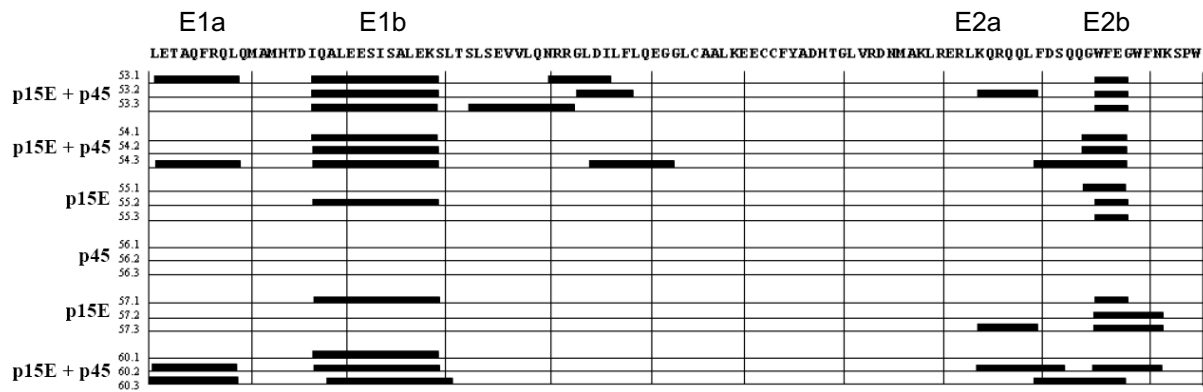 E1a E1b E2a E2b
LETAQFRQLQMAMHTDIQALEESISALEKSLTSLSEVVLQNRRGLDILFLQEGGLCAALKEECCFYADHTGLVRDNMAKLRERLKQRQQLFDSQQGWFEGWFNKSPW
53.1
p15E + p45 53.2
53.3
54.1
p15E + p45 54.2
54.3
55.1
p15E 55.2
55.3
56.1
p45 56.2
56.3
57.1
p15E 57.2
57.3
60.1
p15E + p45 60.2
60.3